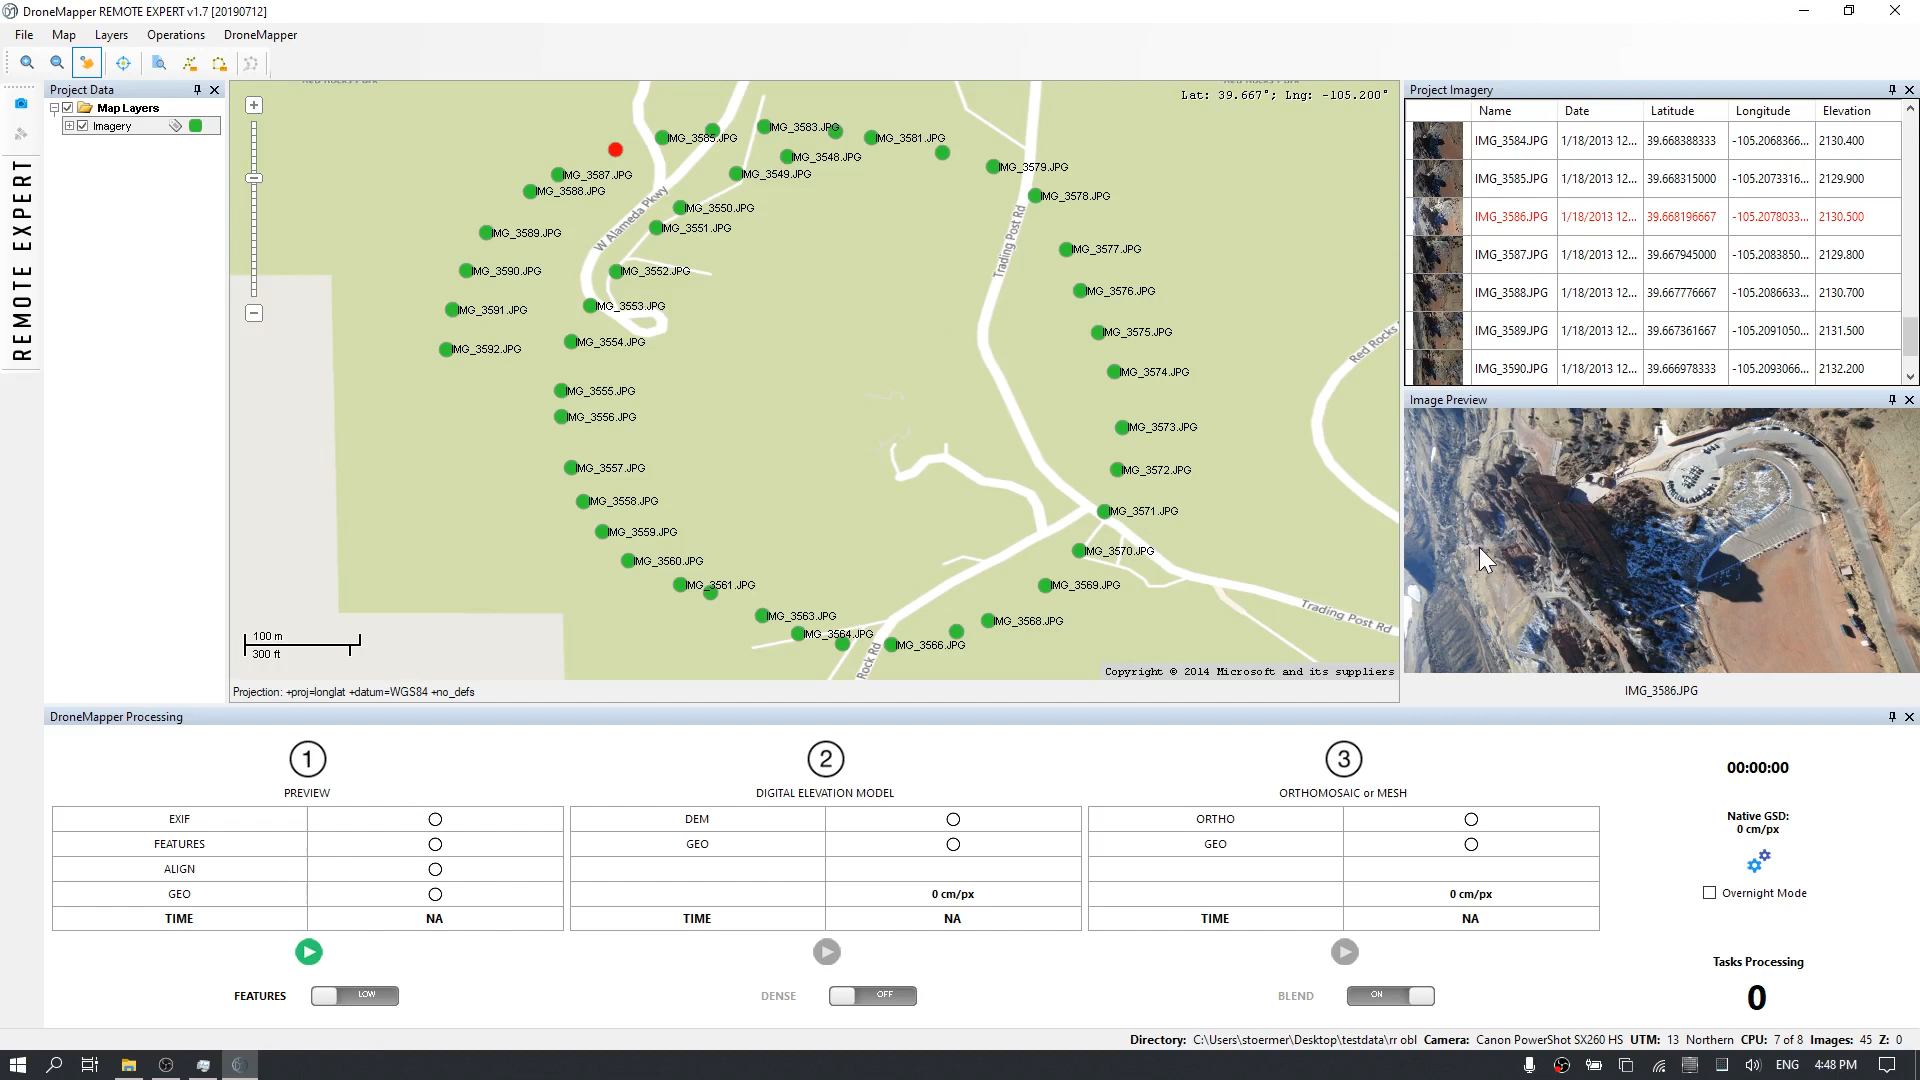 DroneMapper REMOTE EXPERT v1.7 [20190712]
File Map Layers Operations DroneMapper
Project Data
Map Layers
Imagery
REMOTE EXPERT
Lat: 39.667°; Lng: -105.200°
IMG_3585.JPG
IMG_3583.JPG
IMG_3581.JPG
IMG_3548.JPG
IMG_3549.JPG
IMG_3579.JPG
IMG_3587.JPG
IMG_3588.JPG
IMG_3578.JPG
IMG_3550.JPG
IMG_3551.JPG
W Alameda Pkwy
IMG_3589.JPG
Trading Post Rd
IMG_3577.JPG
IMG_3590.JPG
IMG_3552.JPG
IMG_3576.JPG
IMG_3591.JPG
IMG_3553.JPG
IMG_3575.JPG
IMG_3592.JPG
IMG_3554.JPG
Red Rocks
IMG_3574.JPG
IMG_3555.JPG
IMG_3556.JPG
IMG_3573.JPG
IMG_3557.JPG
IMG_3572.JPG
IMG_3558.JPG
IMG_3571.JPG
IMG_3559.JPG
IMG_3570.JPG
IMG_3560.JPG
IMG_3561.JPG
IMG_3569.JPG
IMG_3563.JPG
IMG_3568.JPG
Trading Post Rd
IMG_3564.JPG
IMG_3566.JPG
Rock Rd
100 m
300 ft
Copyright © 2014 Microsoft and its suppliers
Projection: +proj=longlat +datum=WGS84 +no_defs
Project Imagery
Name Date Latitude Longitude Elevation
IMG_3584.JPG 1/18/2013 12... 39.668388333 -105.2068366... 2130.400
IMG_3585.JPG 1/18/2013 12... 39.668315000 -105.2073316... 2129.900
IMG_3586.JPG 1/18/2013 12... 39.668196667 -105.2078033... 2130.500
IMG_3587.JPG 1/18/2013 12... 39.667945000 -105.2083850... 2129.800
IMG_3588.JPG 1/18/2013 12... 39.667776667 -105.2086633... 2130.700
IMG_3589.JPG 1/18/2013 12... 39.667361667 -105.2091050... 2131.500
IMG_3590.JPG 1/18/2013 12... 39.666978333 -105.2093066... 2132.200
Image Preview
IMG_3586.JPG
DroneMapper Processing
1
PREVIEW
EXIF
FEATURES
ALIGN
GEO
TIME NA
FEATURES LOW
2
DIGITAL ELEVATION MODEL
DEM
GEO
0 cm/px
TIME NA
DENSE OFF
3
ORTHOMOSAIC or MESH
ORTHO
GEO
0 cm/px
TIME NA
BLEND ON
00:00:00
Native GSD:
0 cm/px
Overnight Mode
Tasks Processing
0
Directory: C:\Users\stoermer\Desktop\testdata\rr obl Camera: Canon PowerShot SX260 HS UTM: 13 Northern CPU: 7 of 8 Images: 45 Z: 0
ENG 4:48 PM